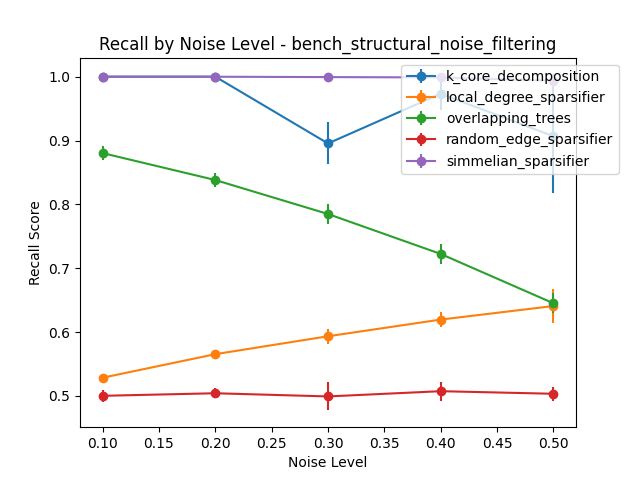 Recall by Noise Level - bench_structural_noise_filtering
k_core_decomposition
local_degree_sparsifier
overlapping_trees
random_edge_sparsifier
simmelian_sparsifier
Recall Score
1.0
0.9
0.8
0.7
0.6
0.5
0.10 0.15 0.20 0.25 0.30 0.35 0.40 0.45 0.50
Noise Level